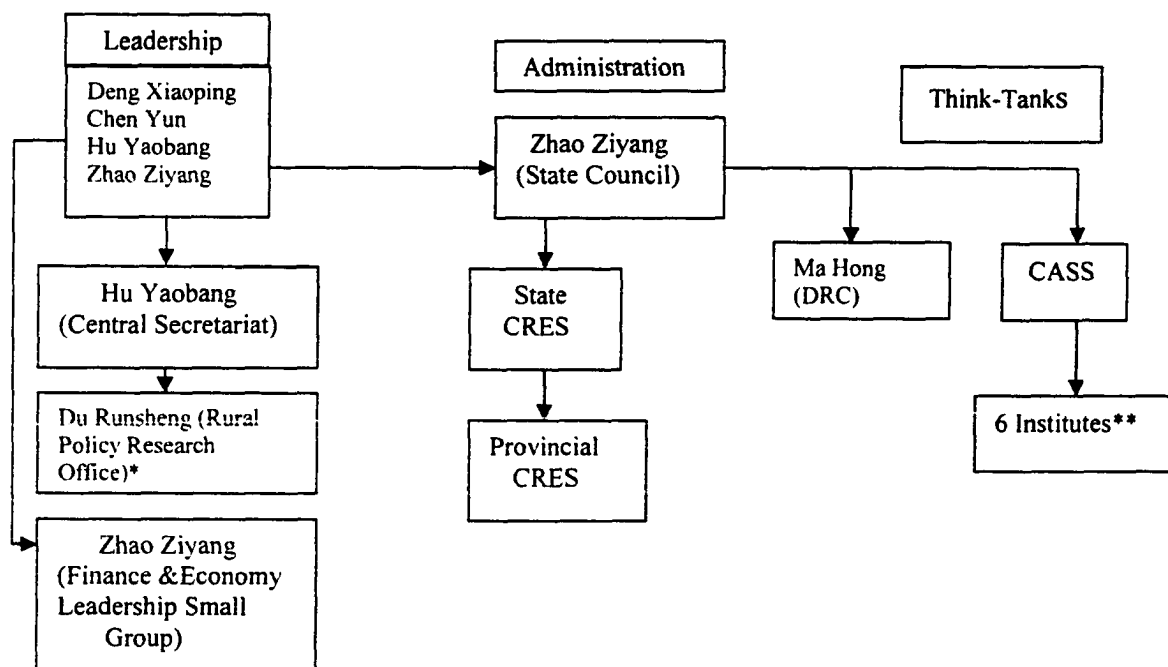 Leadership
Deng Xiaoping
Chen Yun
Hu Yaobang
Zhao Ziyang
Hu Yaobang
(Central Secretariat)
Du Runsheng (Rural
Policy Research
Office)*
Zhao Ziyang
(Finance &Economy
Leadership Small
Group)
Administration
Zhao Ziyang
(State Council)
State
CRES
Provincial
CRES
Think-Tanks
Ma Hong
(DRC)
CASS
6 Institutes**